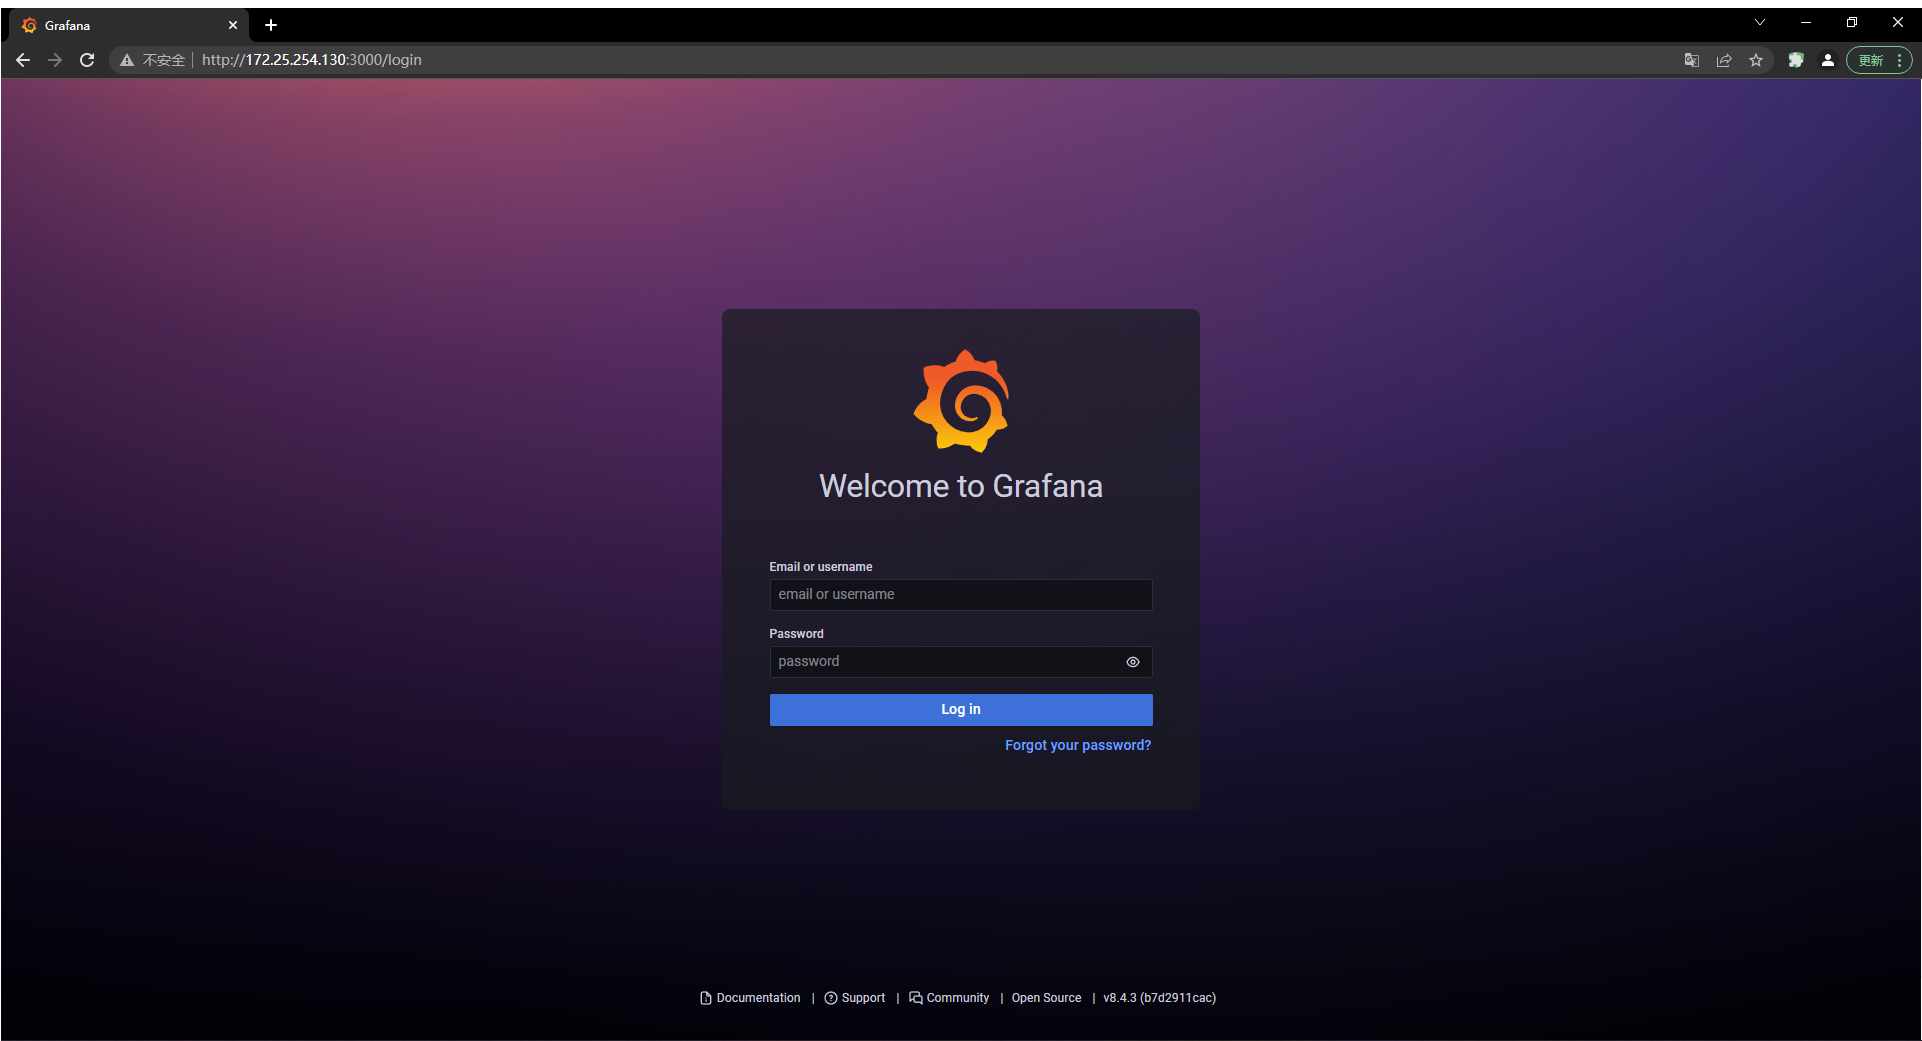 Grafana
不安全 http://172.25.254.130:3000/login 更新
Welcome to Grafana
Email or username
email or username
Password
password
Log in
Forgot your password?
Documentation | Support | Community | Open Source | v8.4.3 (b7d2911cac)